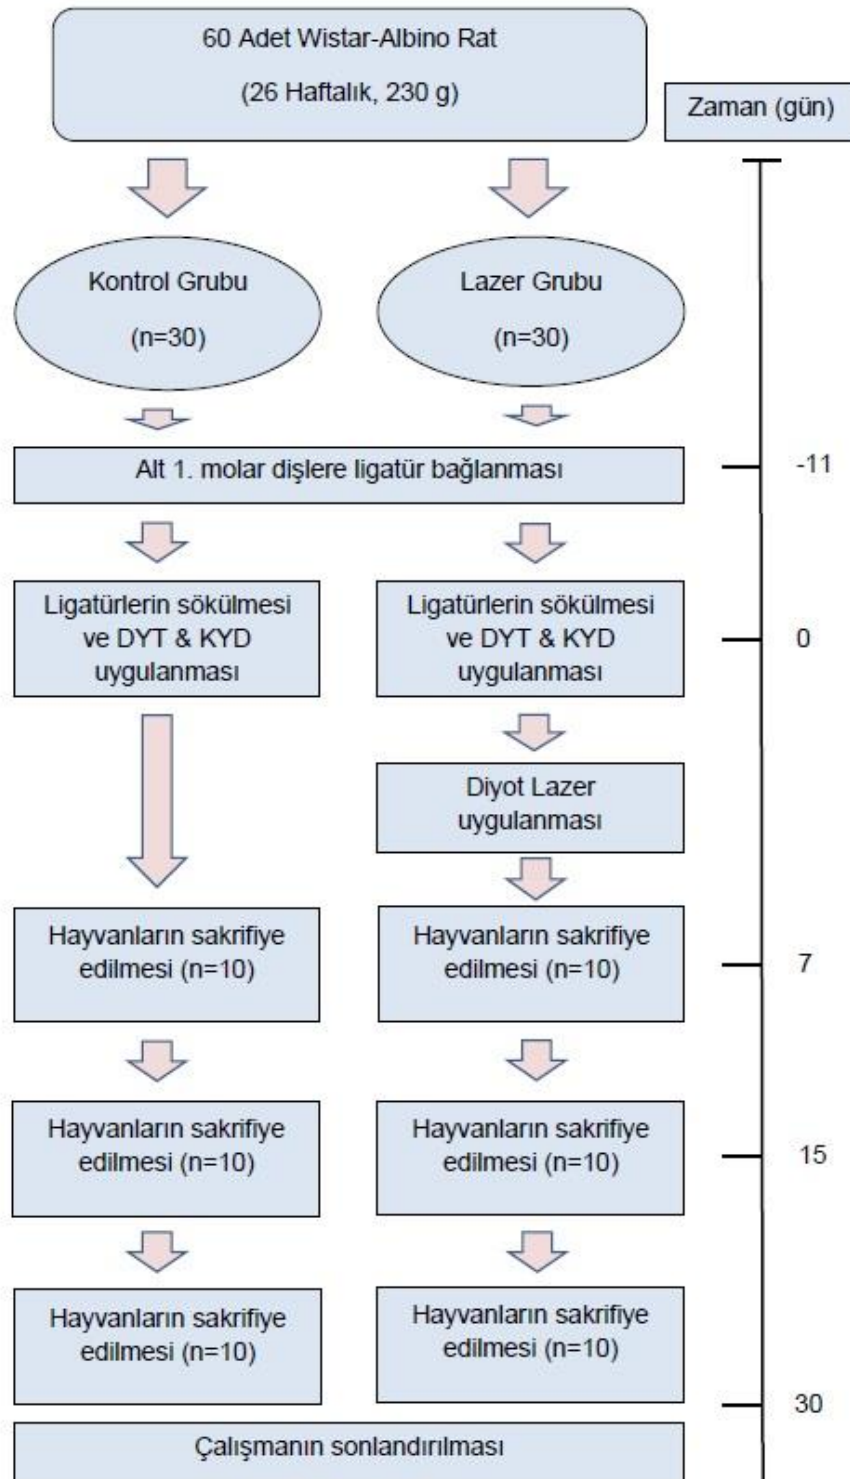 60 Adet Wistar-Albino Rat
(26 Haftalık, 230 g)
Zaman (gün)
Kontrol Grubu
(n=30)
Lazer Grubu
(n=30)
Alt 1. molar dişlere ligatür bağlanması
-11
Ligatürlerin sökülmesi
ve DYT & KYD
uygulanması
Ligatürlerin sökülmesi
ve DYT & KYD
uygulanması
0
Diyot Lazer
uygulanması
Hayvanların sakrifiye
edilmesi (n=10)
Hayvanların sakrifiye
edilmesi (n=10)
7
Hayvanların sakrifiye
edilmesi (n=10)
Hayvanların sakrifiye
edilmesi (n=10)
15
Hayvanların sakrifiye
edilmesi (n=10)
Hayvanların sakrifiye
edilmesi (n=10)
30
Çalışmanın sonlandırılması